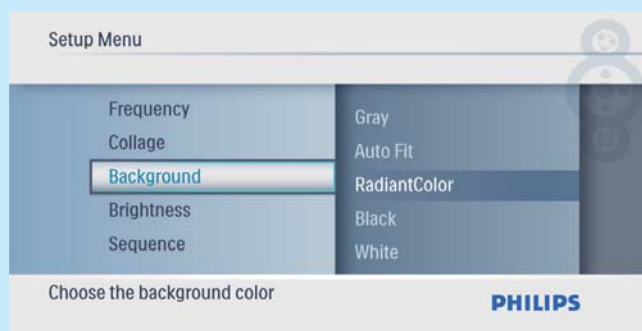 Setup Menu
Frequency
Collage
Background
Brightness
Sequence
Gray
Auto Fit
RadiantColor
Black
White
Choose the background color
PHILIPS